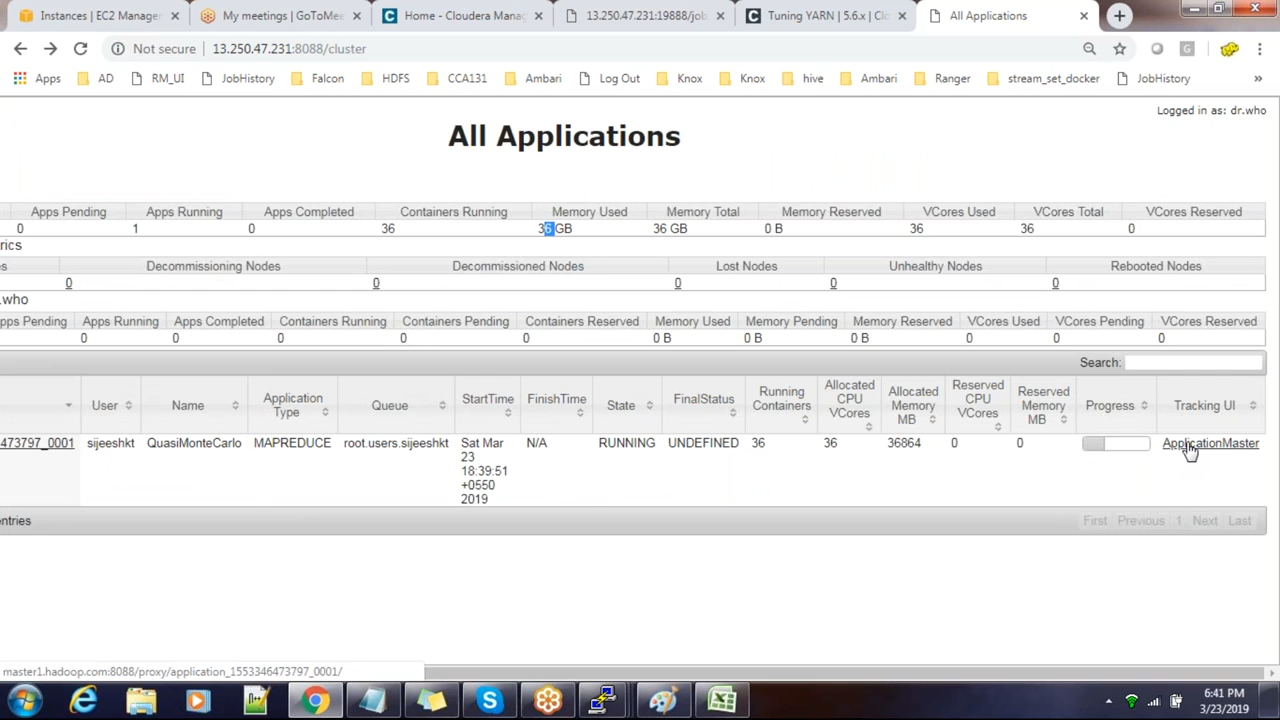 Instances | EC2 Manage
My meetings | GoToMee
Home - Cloudera Mana
13.250.47.231:19888/job
Tuning YARN | 5.6.x | Clo
All Applications
Not secure | 13.250.47.231:8088/cluster
Apps AD RM_UI JobHistory Falcon HDFS CCA131 Ambari Log Out Knox Knox hive Ambari Ranger stream_set_docker JobHistory »
Logged in as: dr.who
All Applications
Apps Pending Apps Running Apps Completed Containers Running Memory Used Memory Total Memory Reserved VCores Used VCores Total VCores Reserved
0 1 0 36 36 GB 36 GB 0 B 36 36 0
rics
es Decommissioning Nodes Decommissioned Nodes Lost Nodes Unhealthy Nodes Rebooted Nodes
0 0 0 0 0
.who
pps Pending Apps Running Apps Completed Containers Running Containers Pending Containers Reserved Memory Used Memory Pending Memory Reserved VCores Used VCores Pending VCores Reserved
0 0 0 0 0 0 B 0 B 0 B 0 0 0
Search:
User Name Application Type Queue StartTime FinishTime State FinalStatus Running Containers Allocated CPU VCores Allocated Memory MB Reserved CPU VCores Reserved Memory MB Progress Tracking UI
473797_0001 sijeeshkt QuasiMonteCarlo MAPREDUCE root.users.sijeeshkt Sat Mar 23 18:39:51 +0550 2019 N/A RUNNING UNDEFINED 36 36 36864 0 0 ApplicationMaster
entries
First Previous 1 Next Last
master1.hadoop.com:8088/proxy/application_1553346473797_0001/
6:41 PM
3/23/2019